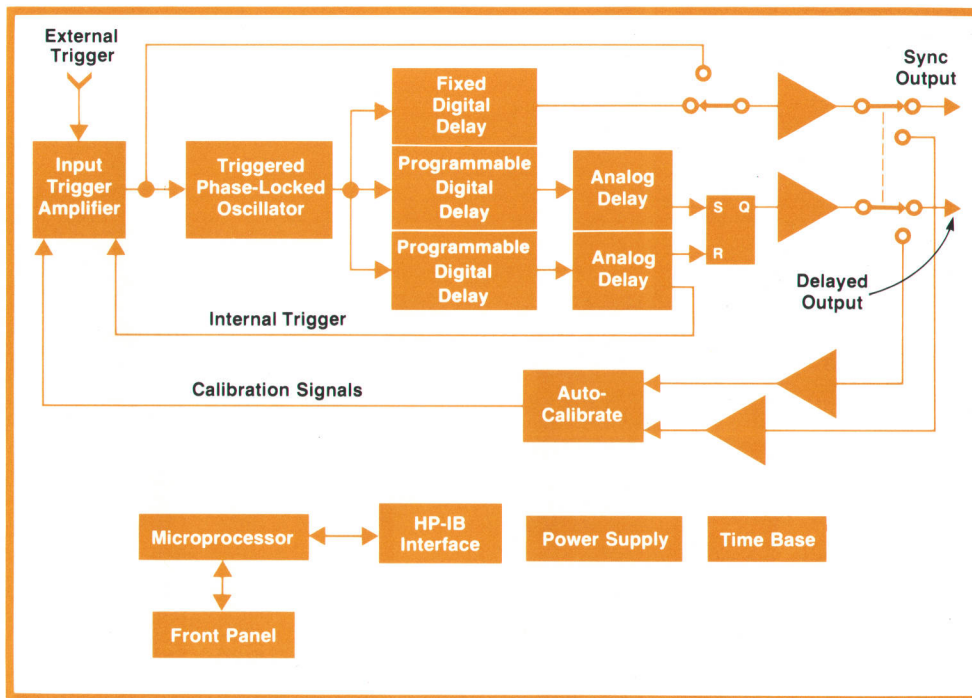 External
Trigger
Sync
Output
Input
Trigger
Amplifier
Triggered
Phase-Locked
Oscillator
Fixed
Digital
Delay
Programmable
Digital
Delay
Programmable
Digital
Delay
Analog
Delay
Analog
Delay
S Q
R
Delayed
Output
Internal Trigger
Calibration Signals
Auto-
Calibrate
Microprocessor
HP-IB
Interface
Power Supply
Time Base
Front Panel